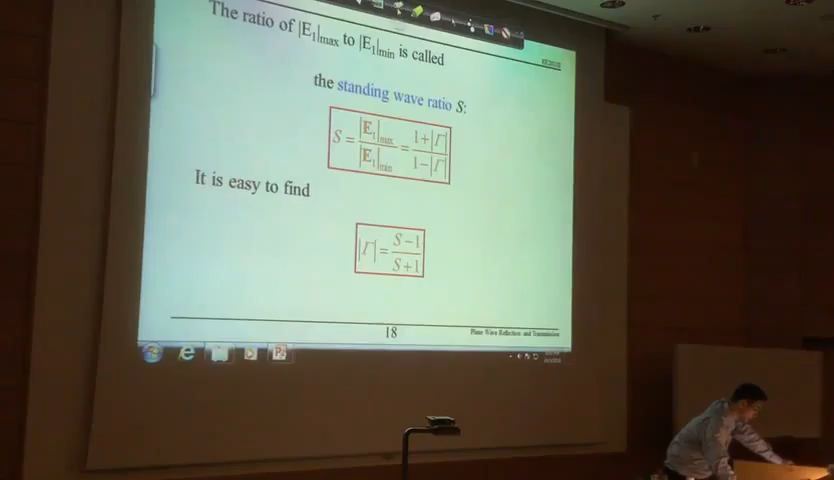 The ratio of |E₁|max to |E₁|min is called
the standing wave ratio S:
S = |E₁|max / |E₁|min = 1+|Γ| / 1−|Γ|
It is easy to find
|Γ| = S−1 / S+1
18
Plane Wave Reflection and Transmission